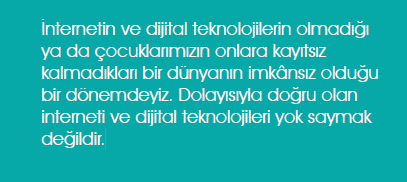 İnternetin ve dijital teknolojilerin olmadığı
ya da çocuklarımızın onlara kayıtsız
kalmadıkları bir dünyanın imkânsız olduğu
bir dönemdeyiz. Dolayısıyla doğru olan
interneti ve dijital teknolojileri yok saymak
değildir.